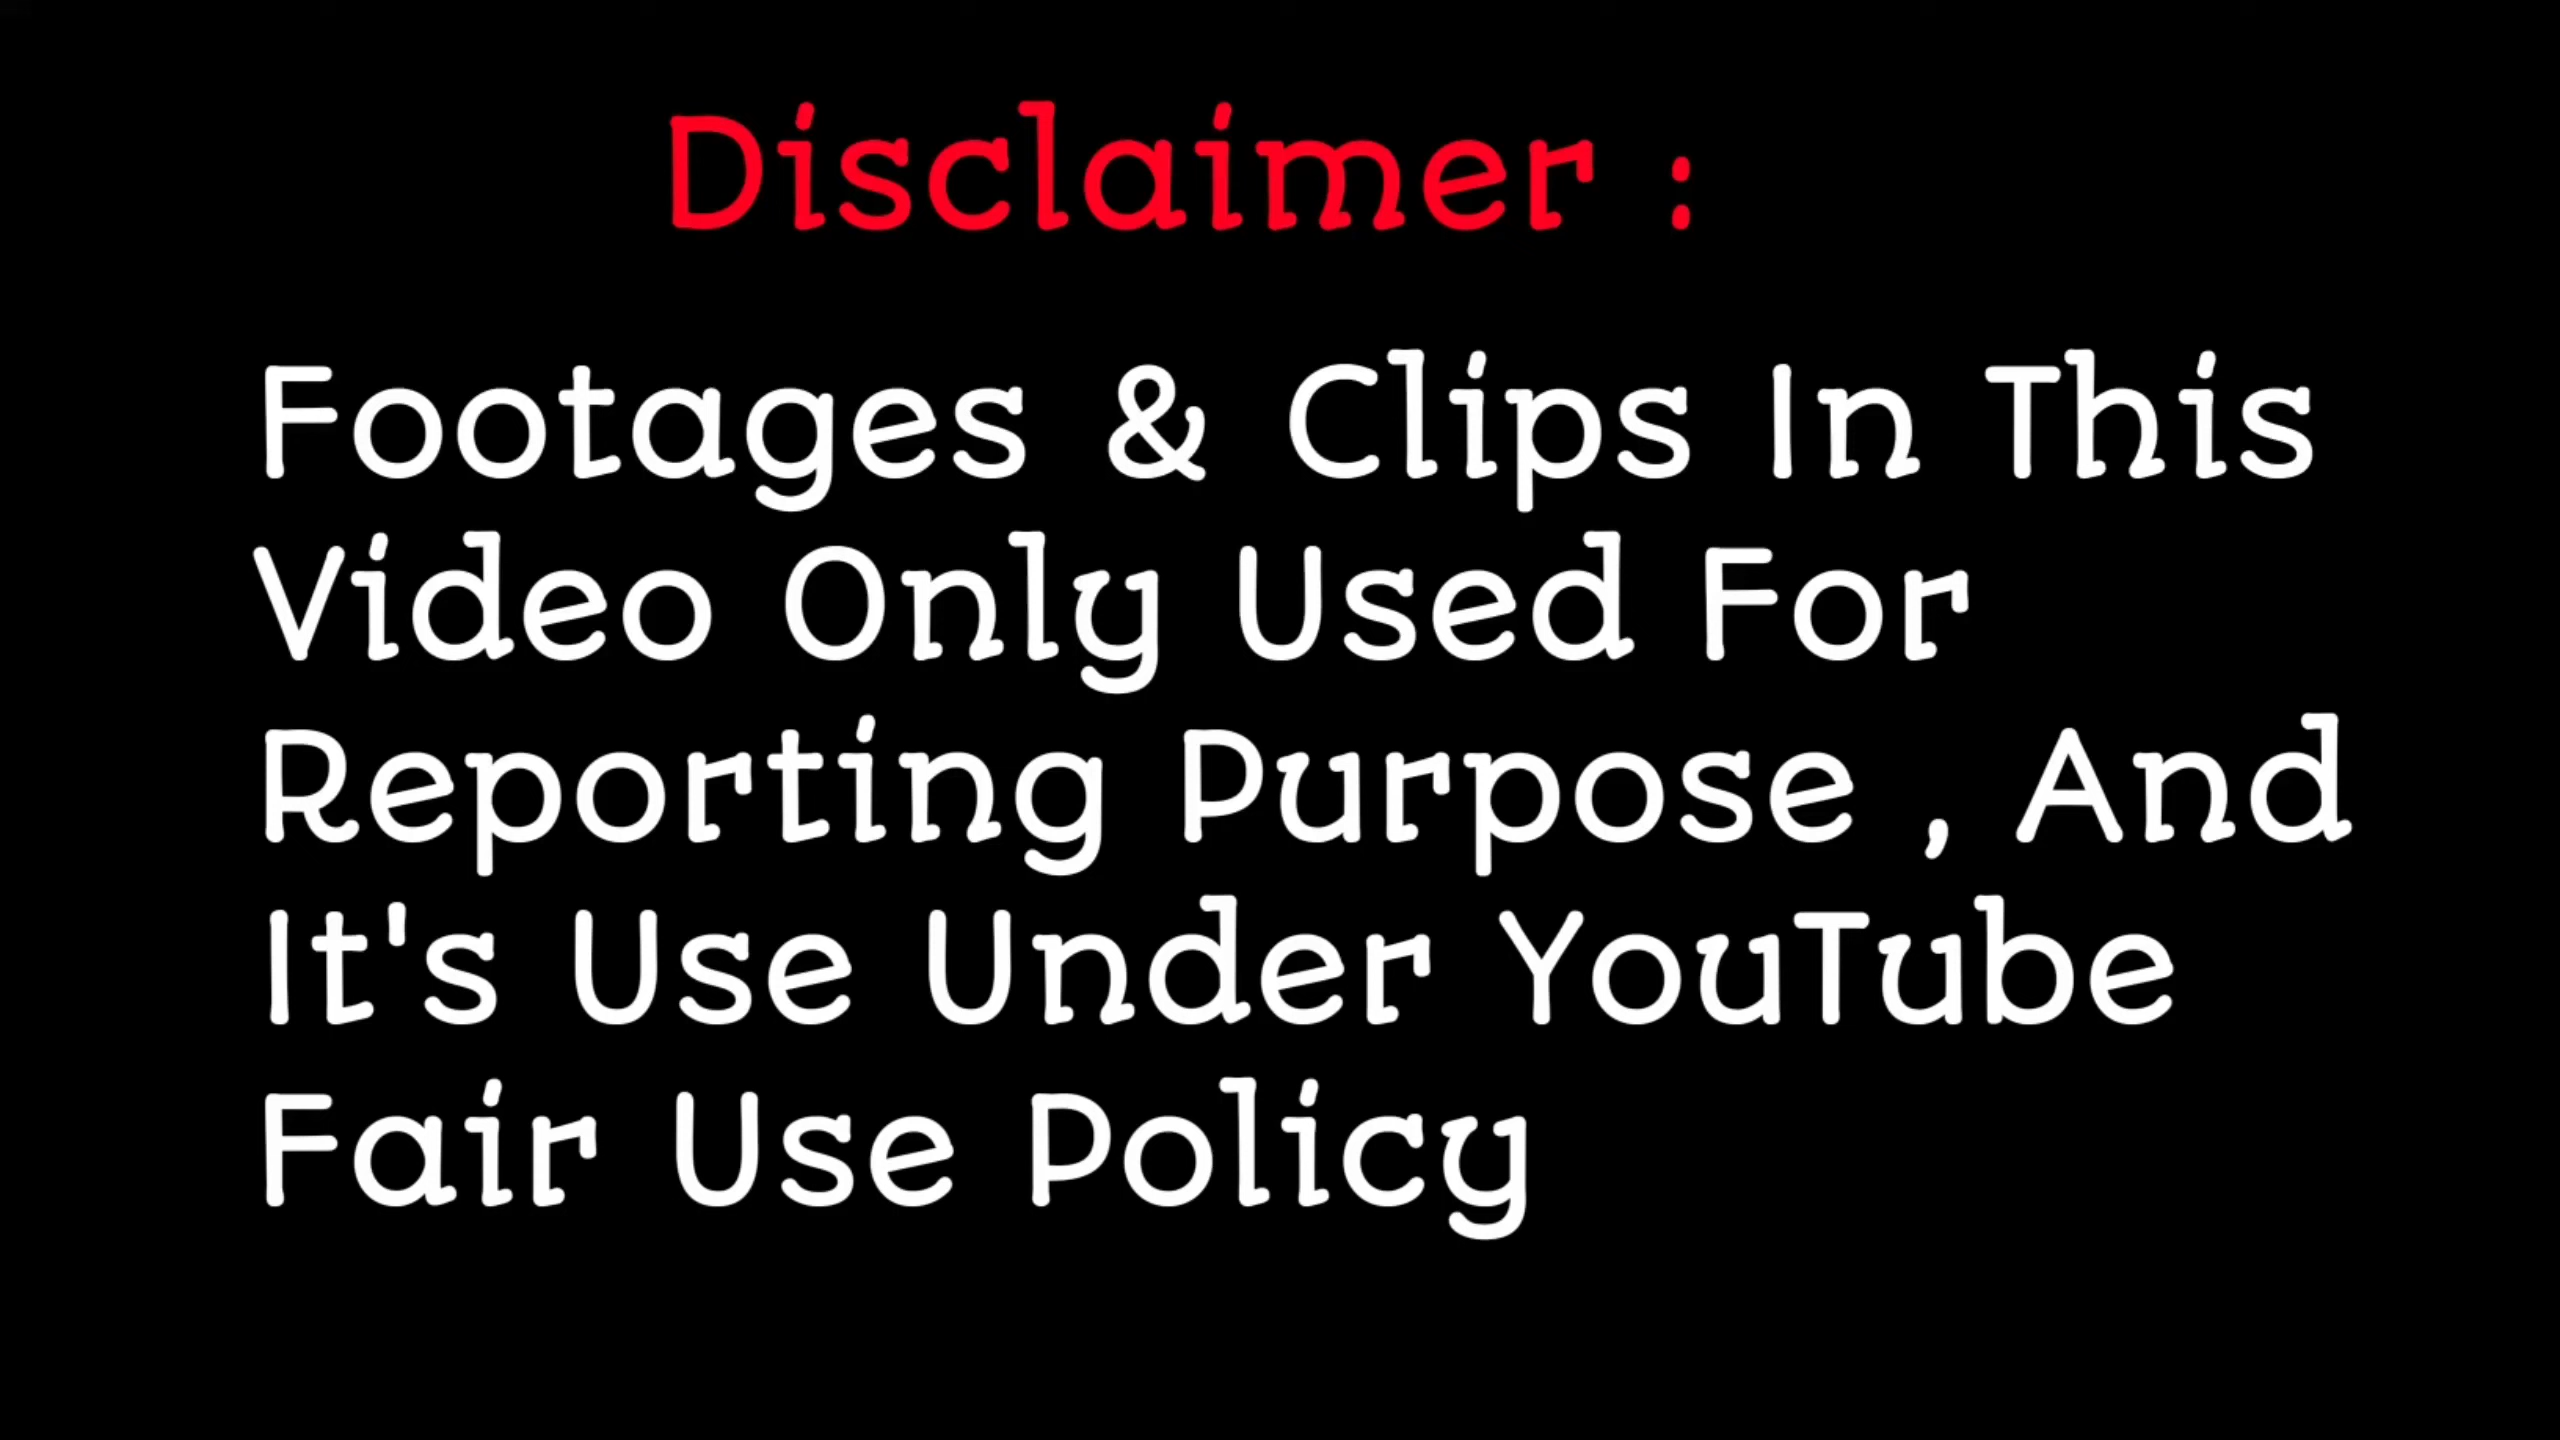 Disclaimer :
Footages & Clips In This
Video Only Used For
Reporting Purpose , And
It's Use Under YouTube
Fair Use Policy